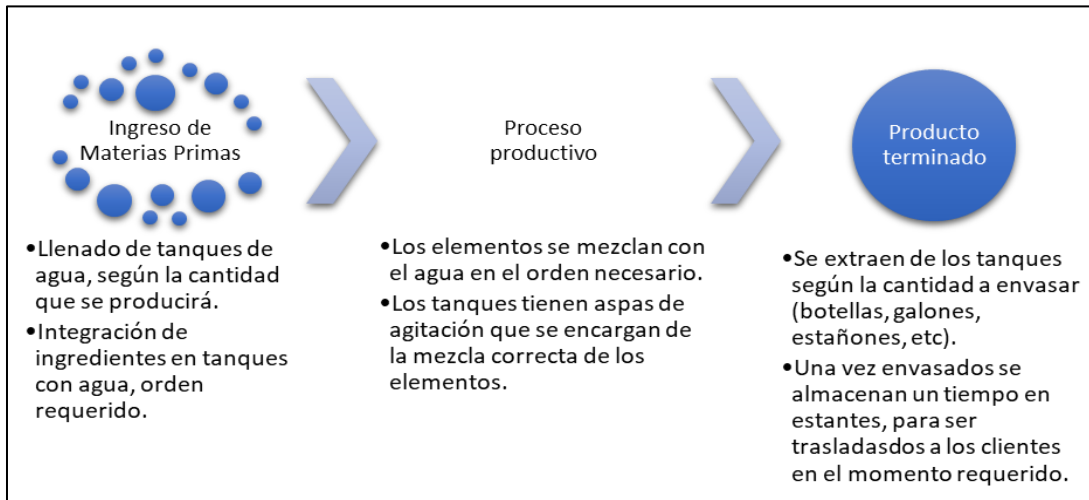 Ingreso de
Materias Primas
•Llenado de tanques de
agua, según la cantidad
que se producirá.
•Integración de
ingredientes en tanques
con agua, orden
requerido.
Proceso
productivo
•Los elementos se mezclan con
el agua en el orden necesario.
•Los tanques tienen aspas de
agitación que se encargan de
la mezcla correcta de los
elementos.
Producto
terminado
•Se extraen de los tanques
según la cantidad a envasar
(botellas, galones,
estañones, etc).
•Una vez envasados se
almacenan un tiempo en
estantes, para ser
trasladasdos a los clientes
en el momento requerido.